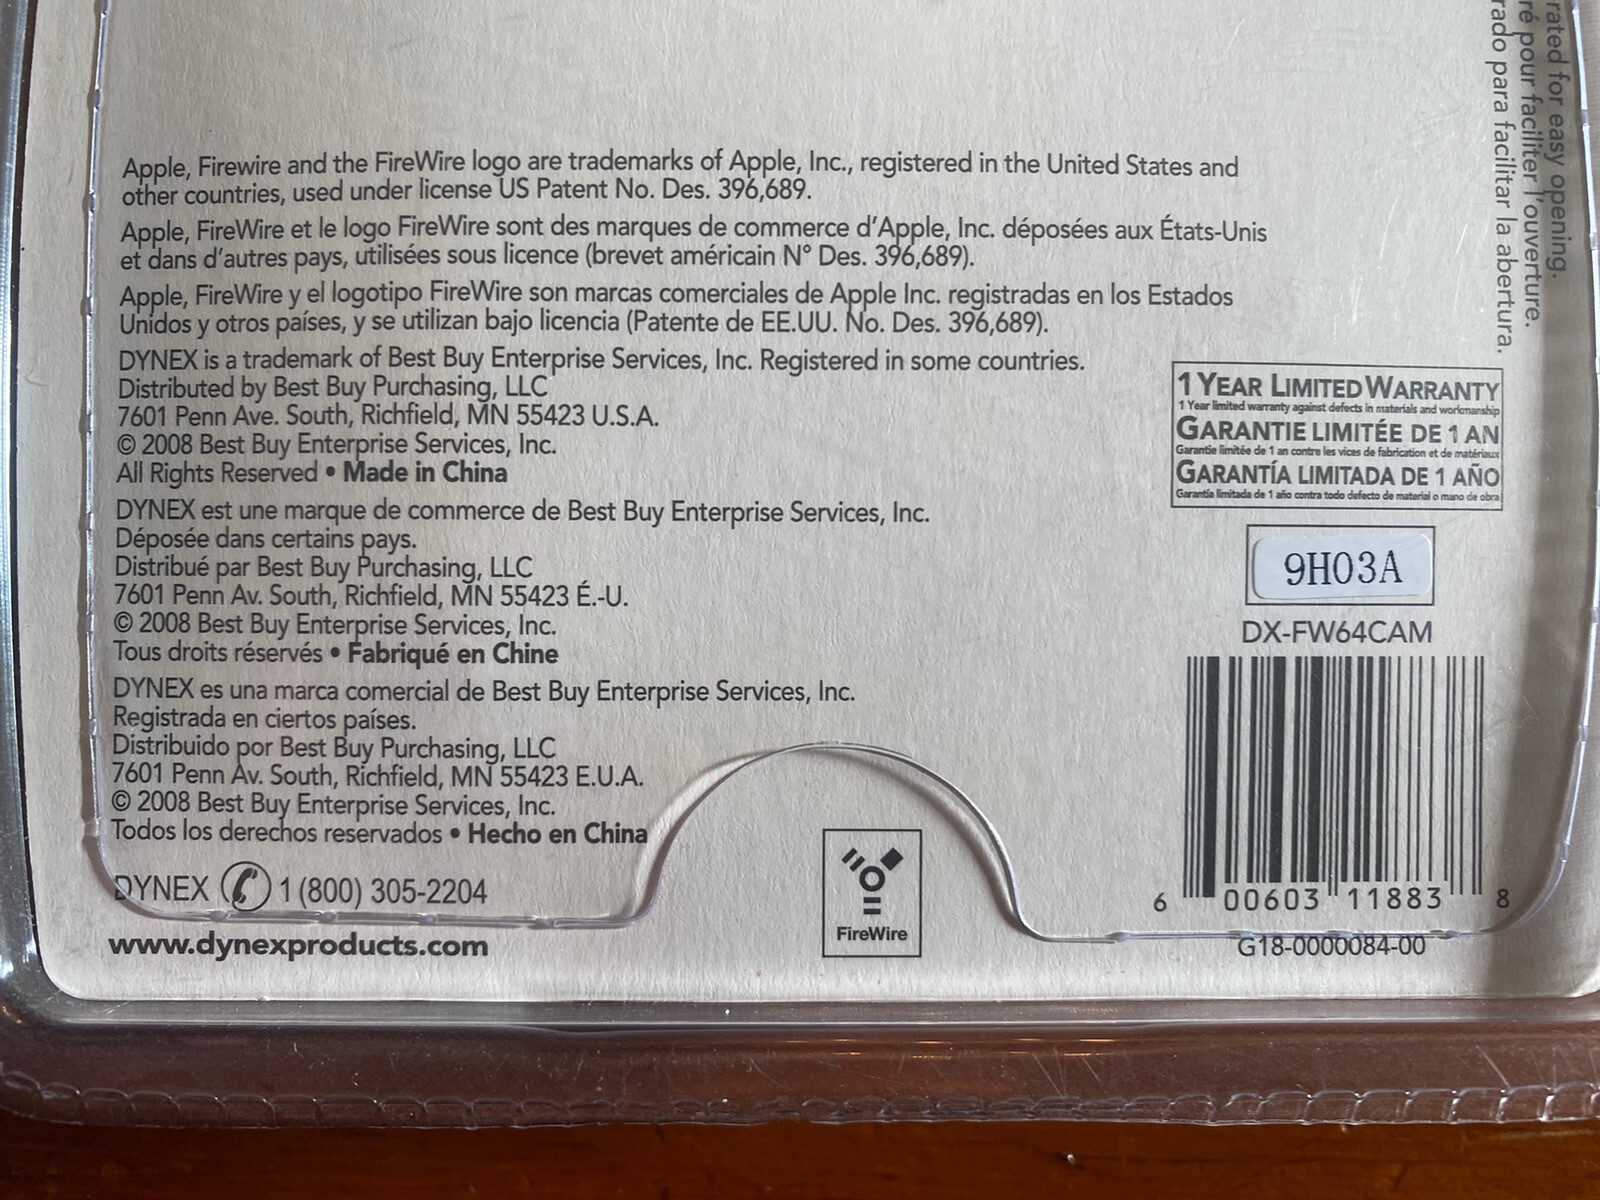 Apple, Firewire and the FireWire logo are trademarks of Apple, Inc., registered in the United States and
other countries, used under license US Patent No. Des. 396,689.
Apple, FireWire et le logo FireWire sont des marques de commerce d'Apple, Inc. déposées aux États-Unis
et dans d'autres pays, utilisées sous licence (brevet américain N° Des. 396,689).
Apple, FireWire y el logotipo FireWire son marcas comerciales de Apple Inc. registradas en los Estados
Unidos y otros países, y se utilizan bajo licencia (Patente de EE.UU. No. Des. 396,689).
DYNEX is a trademark of Best Buy Enterprise Services, Inc. Registered in some countries.
Distributed by Best Buy Purchasing, LLC
7601 Penn Ave. South, Richfield, MN 55423 U.S.A.
© 2008 Best Buy Enterprise Services, Inc.
All Rights Reserved • Made in China
DYNEX est une marque de commerce de Best Buy Enterprise Services, Inc.
Déposée dans certains pays.
Distribué par Best Buy Purchasing, LLC
7601 Penn Av. South, Richfield, MN 55423 É.-U.
© 2008 Best Buy Enterprise Services, Inc.
Tous droits réservés • Fabriqué en Chine
DYNEX es una marca comercial de Best Buy Enterprise Services, Inc.
Registrada en ciertos países.
Distribuido por Best Buy Purchasing, LLC
7601 Penn Av. South, Richfield, MN 55423 E.U.A.
© 2008 Best Buy Enterprise Services, Inc.
Todos los derechos reservados • Hecho en China
DYNEX 1 (800) 305-2204
www.dynexproducts.com
FireWire
rated for easy opening.
ré pour faciliter l'ouverture.
rado para facilitar la abertura.
1 YEAR LIMITED WARRANTY
1 Year limited warranty against defects in materials and workmanship
GARANTIE LIMITÉE DE 1 AN
Garantie limitée de 1 an contre les vices de fabrication et de matériaux
GARANTÍA LIMITADA DE 1 AÑO
Garantía limitada de 1 año contra todo defecto de material o mano de obra
9H03A
DX-FW64CAM
6 00603 11883 8
G18-0000084-00